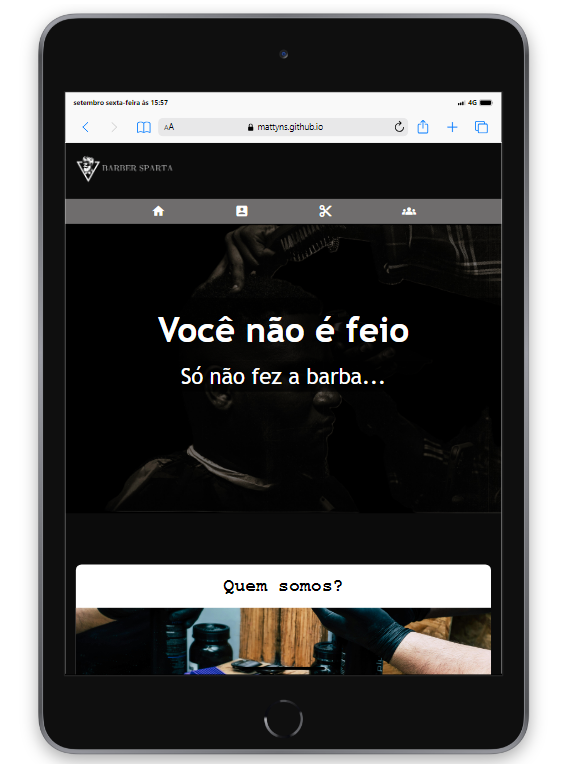 setembro sexta-feira às 15:57
4G
AA
mattyns.github.io
BARBER SPARTA
Você não é feio
Só não fez a barba...
Quem somos?